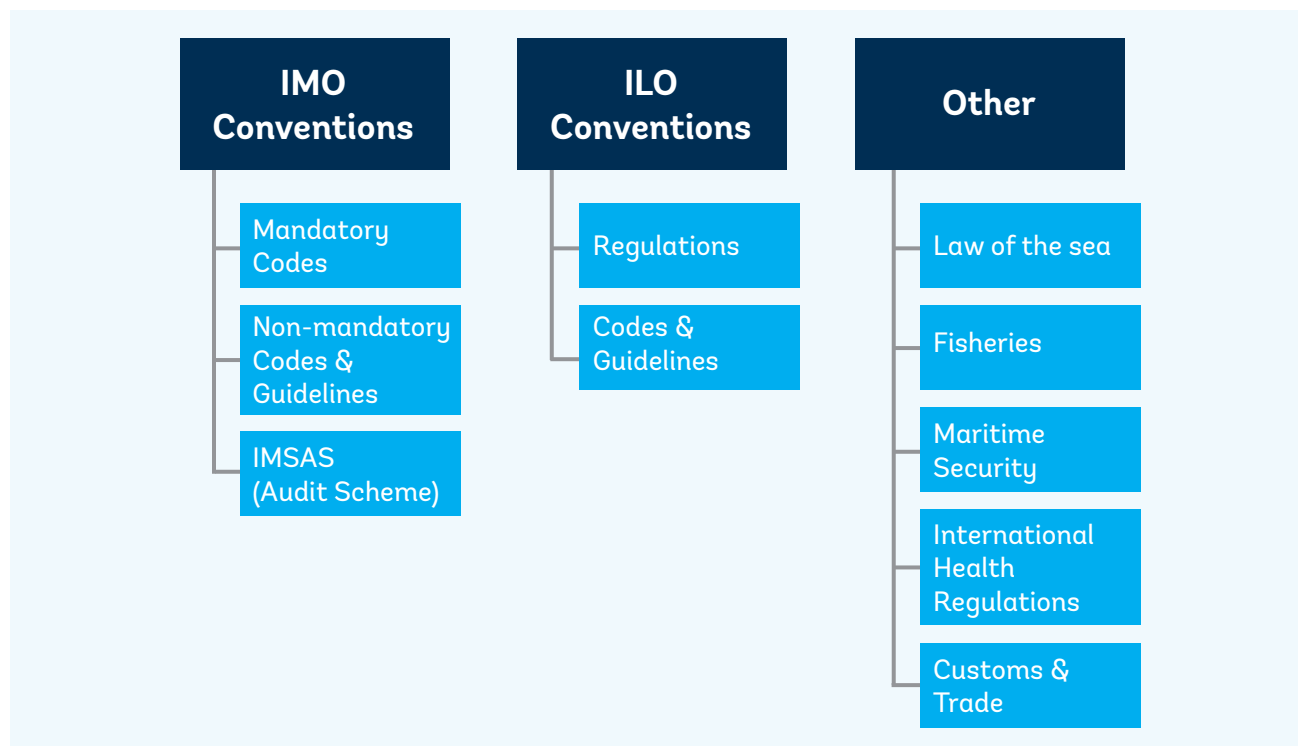 IMO
Conventions
Mandatory
Codes
Non-mandatory
Codes &
Guidelines
IMSAS
(Audit Scheme)
ILO
Conventions
Regulations
Codes &
Guidelines
Other
Law of the sea
Fisheries
Maritime
Security
International
Health
Regulations
Customs &
Trade